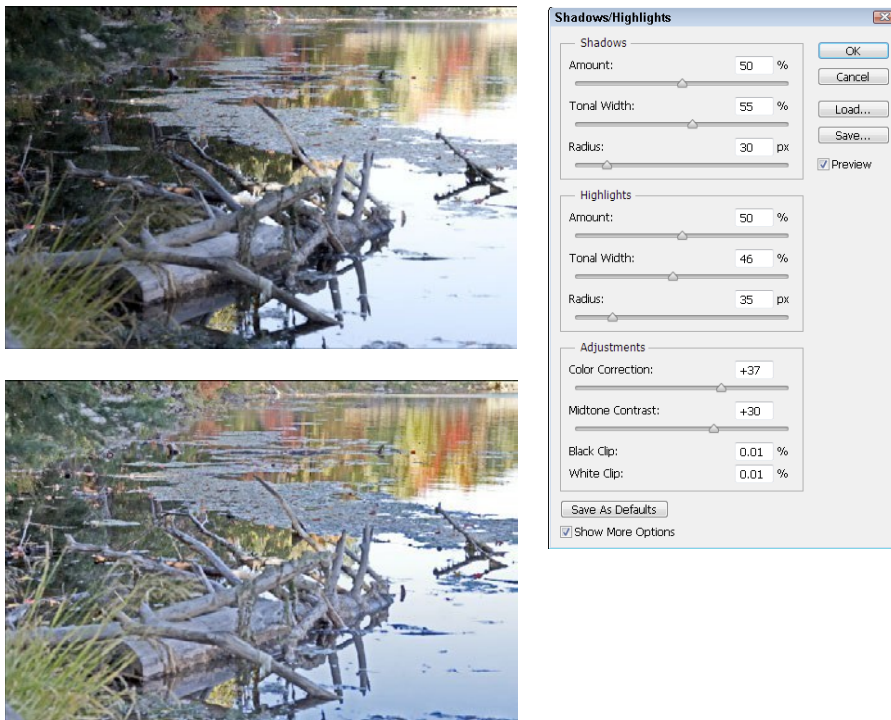 Shadows/Highlights
Shadows
Amount: 50 %
Tonal Width: 55 %
Radius: 30 px
Highlights
Amount: 50 %
Tonal Width: 46 %
Radius: 35 px
Adjustments
Color Correction: +37
Midtone Contrast: +30
Black Clip: 0.01 %
White Clip: 0.01 %
Save As Defaults
Show More Options
OK
Cancel
Load...
Save...
Preview